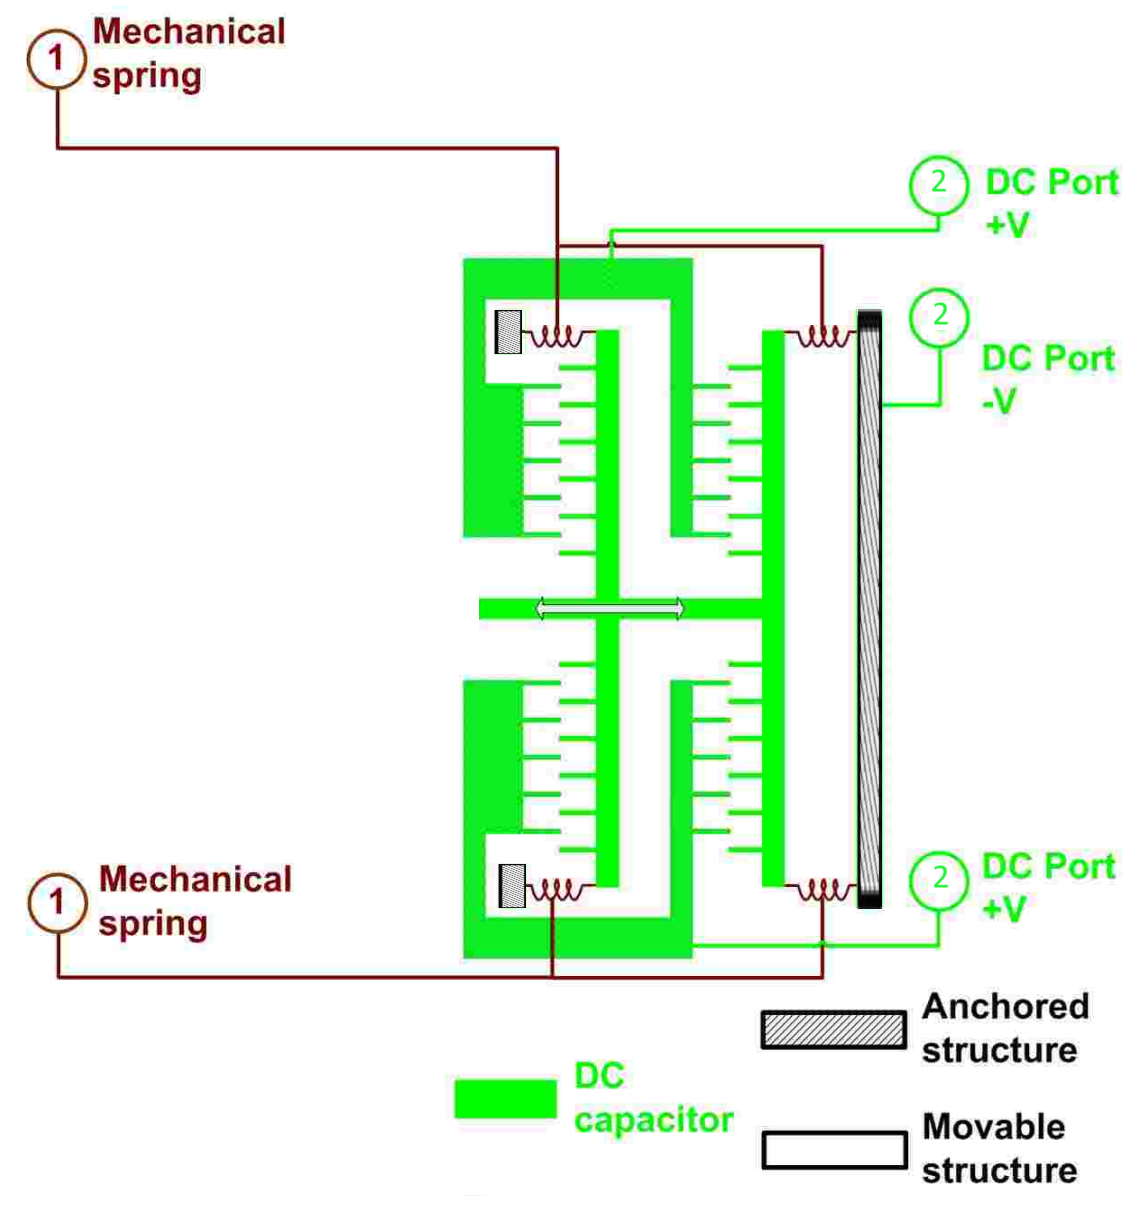 1
Mechanical
spring
2
DC Port
+V
2
DC Port
-V
1
Mechanical
spring
2
DC Port
+V
Anchored
structure
DC
capacitor
Movable
structure